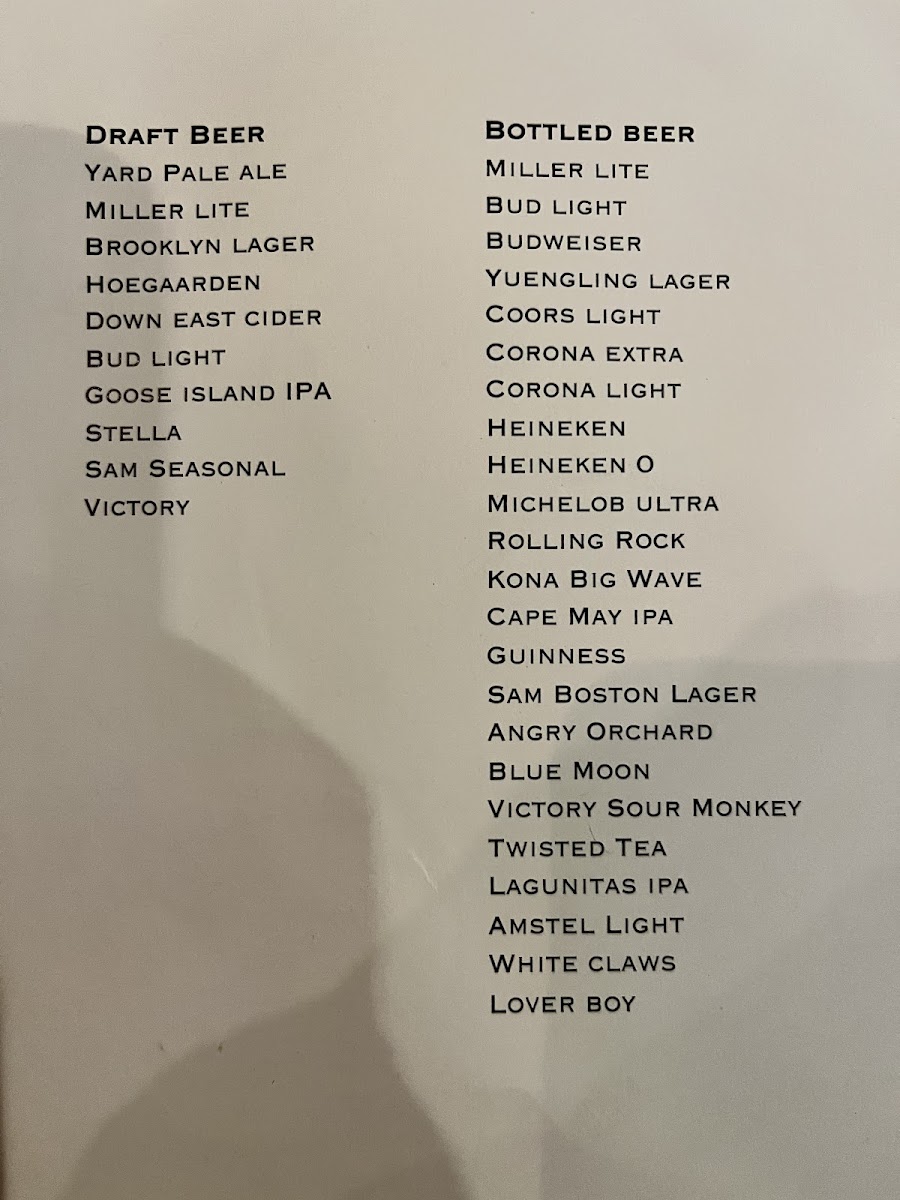 Draft Beer
Yard Pale Ale
Miller Lite
Brooklyn Lager
Hoegaarden
Down East Cider
Bud Light
Goose Island IPA
Stella
Sam Seasonal
Victory
Bottled Beer
Miller Lite
Bud Light
Budweiser
Yuengling Lager
Coors Light
Corona Extra
Corona Light
Heineken
Heineken O
Michelob Ultra
Rolling Rock
Kona Big Wave
Cape May IPA
Guinness
Sam Boston Lager
Angry Orchard
Blue Moon
Victory Sour Monkey
Twisted Tea
Lagunitas IPA
Amstel Light
White Claws
Lover Boy